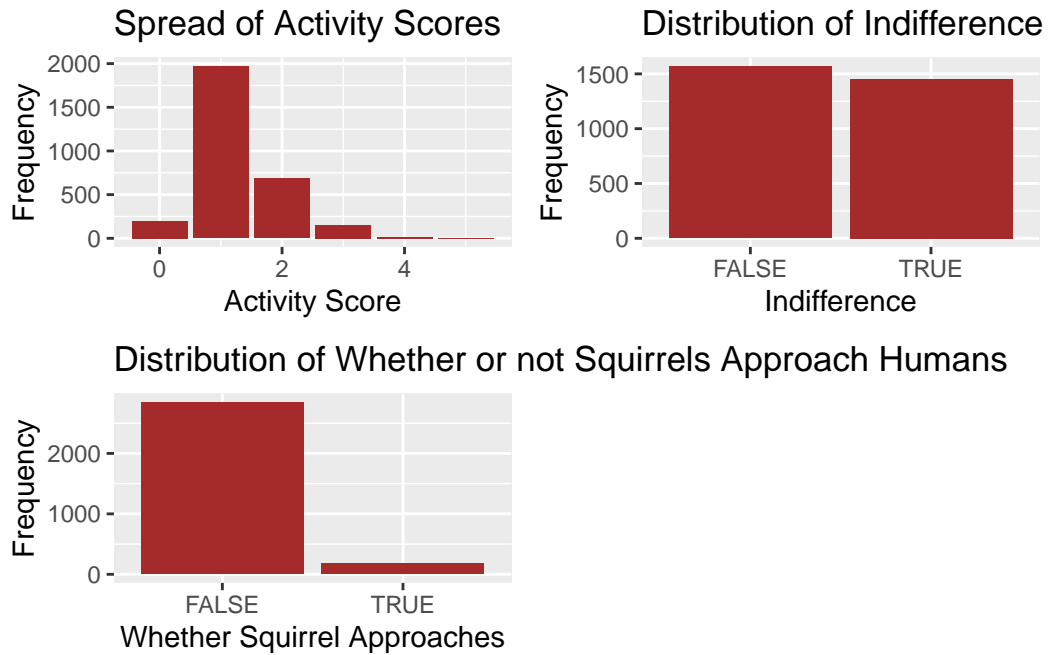 Spread of Activity Scores
2000
1500
1000
500
0
Frequency
0 2 4
Activity Score
Distribution of Indifference
1500
1000
500
0
Frequency
FALSE TRUE
Indifference
Distribution of Whether or not Squirrels Approach Humans
2000
1000
0
Frequency
FALSE TRUE
Whether Squirrel Approaches